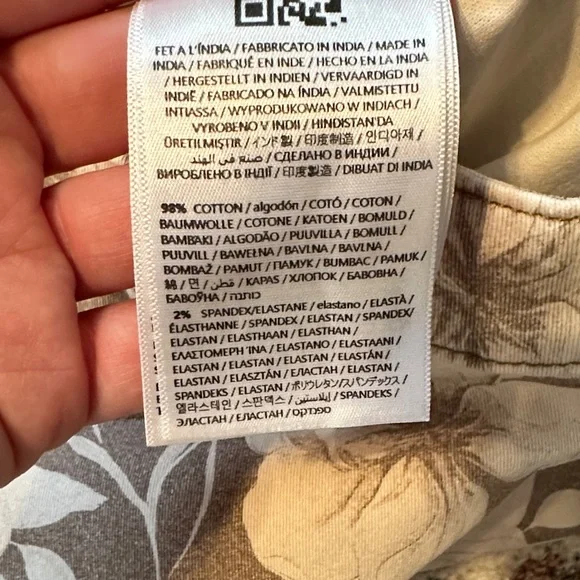 FET A L'ÍNDIA / FABBRICATO IN INDIA / MADE IN
INDIA / FABRIQUÉ EN INDE / HECHO EN LA INDIA
/ HERGESTELLT IN INDIEN / VERVAARDIGD IN
INDIË / FABRICADO NA ÍNDIA / VALMISTETTU
INTIASSA / WYPRODUKOWANO W INDIACH /
VYROBENO V INDII / HINDISTAN'DA
ÜRETİLMİŞTİR / インド製 / 印度制造 / 인디아제 /
صنع في الهند / СДЕЛАНО В ИНДИИ /
ВИРОБЛЕНО В ІНДІЇ / 印度製造 / DIBUAT DI INDIA
98% COTTON / algodón / COTÓ / COTON /
BAUMWOLLE / COTONE / KATOEN / BOMULD /
BAMBAKI / ALGODÃO / PUUVILLA / BOMULL /
PUUVILL / BAWEŁNA / BAVLNA / BAVLNA /
BOMBAŽ / PAMUT / ПАМУК / BUMBAC / PAMUK /
綿 / 면 / قطن / KAPAS / ХЛОПОК / БАВОВНА /
БАВОЎНА / כותנה
2% SPANDEX/ELASTANE / elastano / ELASTÀ /
ÉLASTHANNE / SPANDEX / ELASTAN / SPANDEX/
ELASTAN / ELASTHAAN / ELASTHAN /
ΕΛΑΣΤΟΜΕΡΗ ΊΝΑ / ELASTANO / ELASTAANI /
ELASTAN / ELASTAN / ELASTAN / ELASTÁN /
ELASTAN / ELASZTÁN / ЕЛАСТАН / ELASTAN /
SPANDEKS / ELASTAN / ポリウレタン/スパンデックス /
엘라스테인 / 스판덱스 / إيلاستين / SPANDEKS /
ЭЛАСТАН / ЕЛАСТАН / ספנדקס